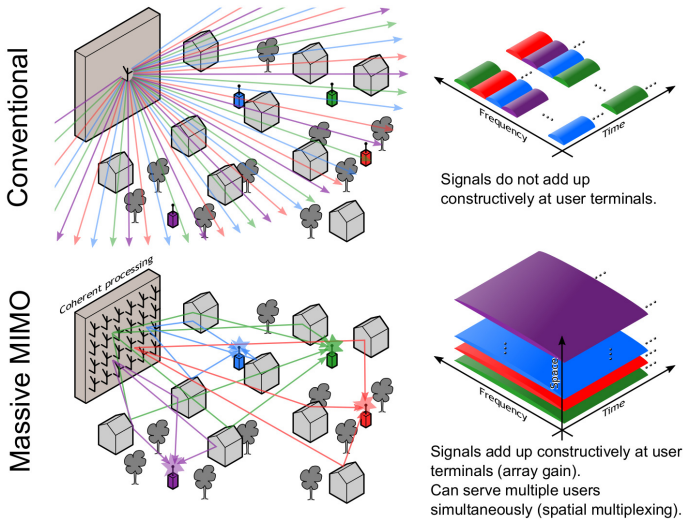 Conventional
Frequency
Time
Signals do not add up
constructively at user terminals.
Massive MIMO
Coherent processing
Space
Frequency
Time
Signals add up constructively at user
terminals (array gain).
Can serve multiple users
simultaneously (spatial multiplexing).